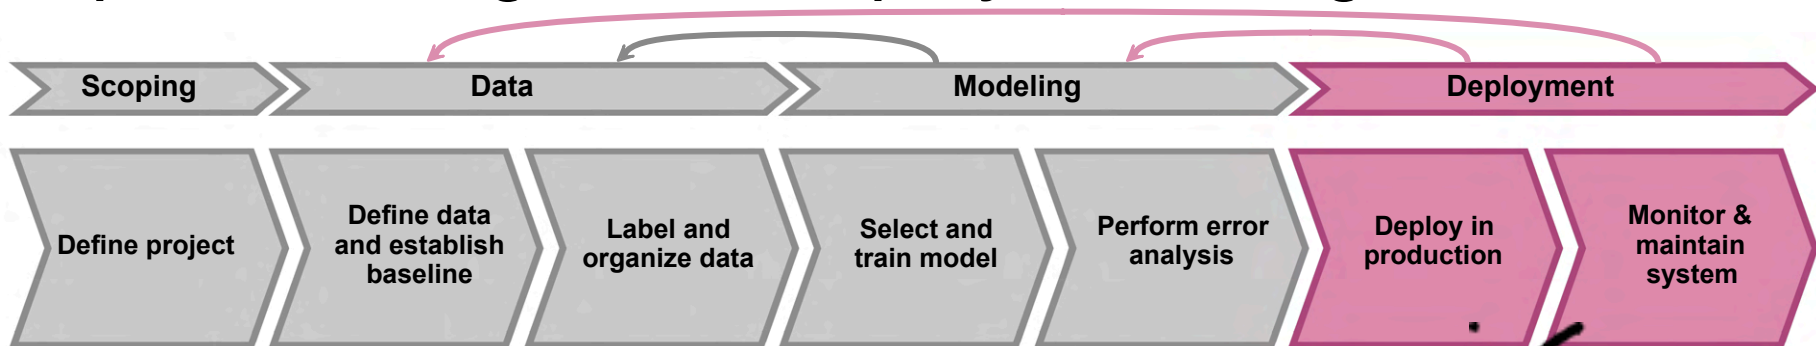 Scoping
Data
Modeling
Deployment
Define project
Define data
and establish
baseline
Label and
organize data
Select and
train model
Perform error
analysis
Deploy in
production
Monitor &
maintain
system